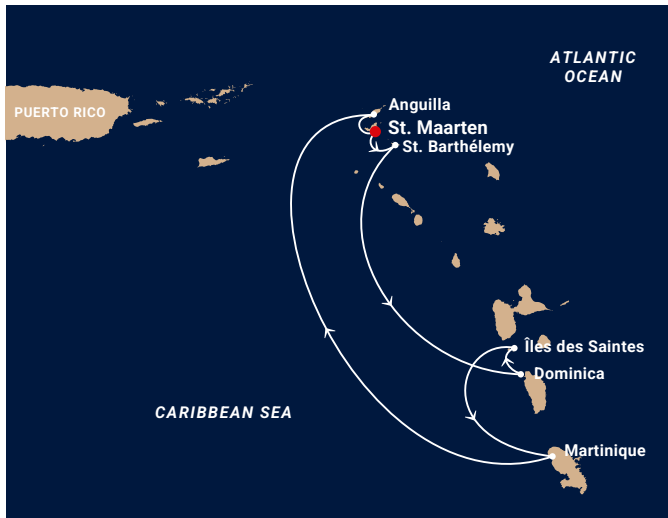 ATLANTIC
OCEAN
Anguilla
PUERTO RICO
St. Maarten
St. Barthélemy
Îles des Saintes
Dominica
CARIBBEAN SEA
Martinique